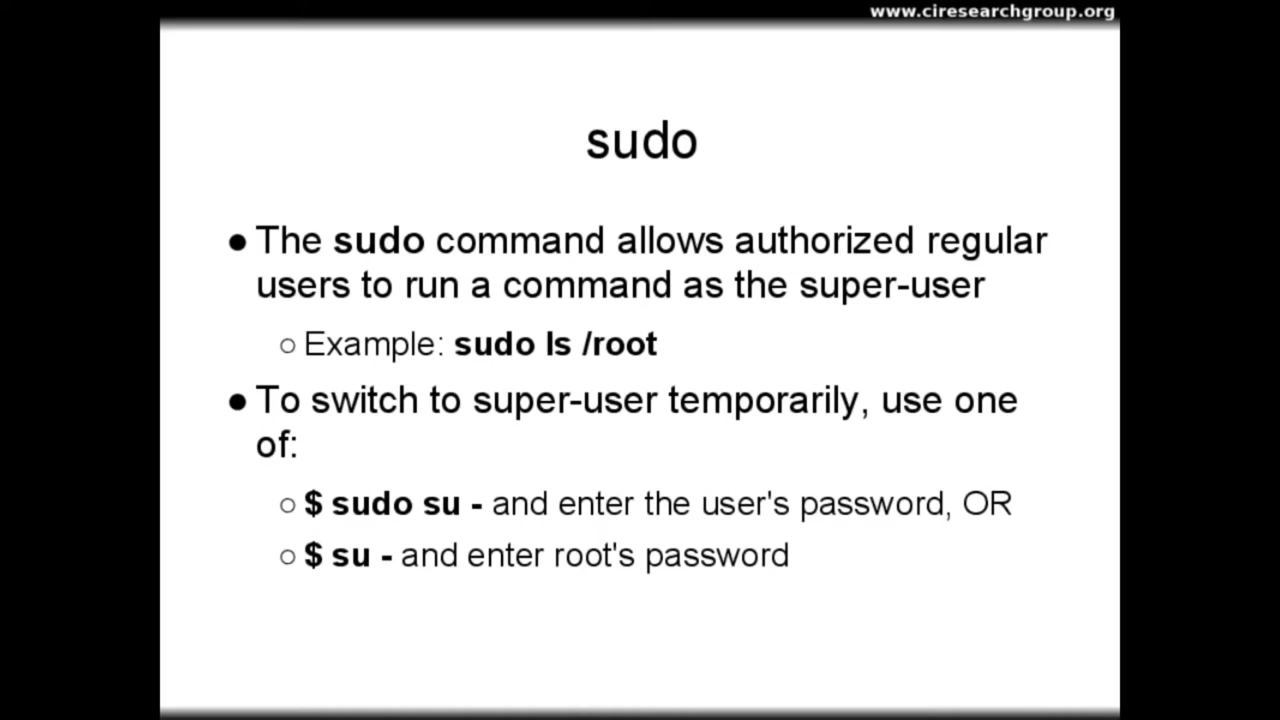 www.ciresearchgroup.org
sudo
● The sudo command allows authorized regular
users to run a command as the super-user
○ Example: sudo ls /root
● To switch to super-user temporarily, use one
of:
○ $ sudo su - and enter the user's password, OR
○ $ su - and enter root's password